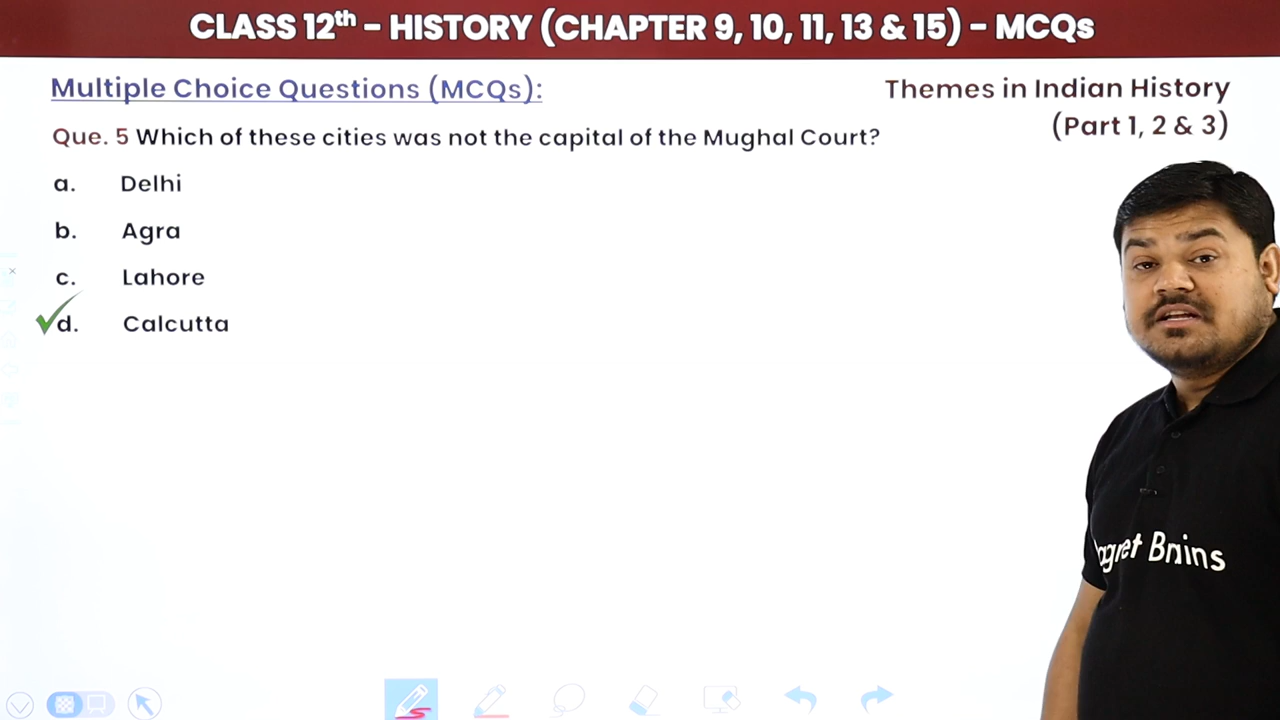 CLASS 12th - HISTORY (CHAPTER 9, 10, 11, 13 & 15) - MCQs
Multiple Choice Questions (MCQs):
Themes in Indian History
(Part 1, 2 & 3)
Que. 5 Which of these cities was not the capital of the Mughal Court?
a. Delhi
b. Agra
c. Lahore
d. Calcutta
Brains